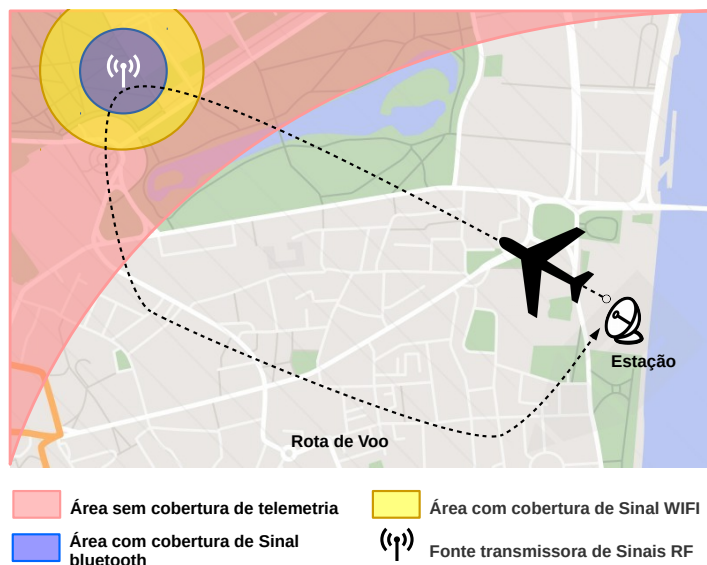 Estação
Rota de Voo
Área sem cobertura de telemetria
Área com cobertura de Sinal WIFI
Área com cobertura de Sinal
bluetooth
Fonte transmissora de Sinais RF